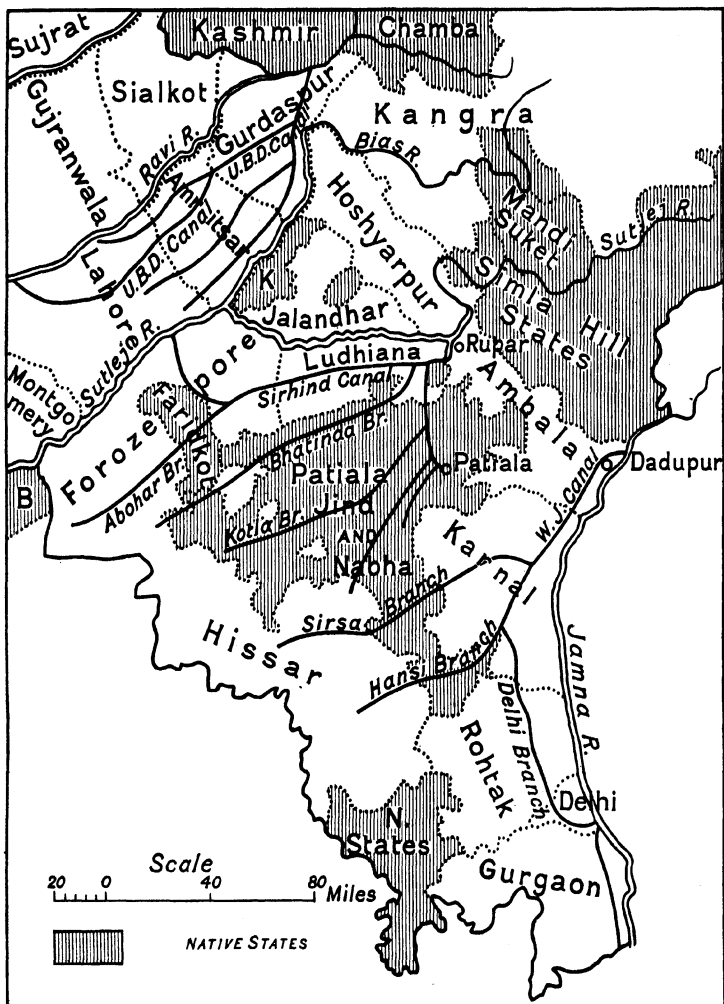 Sujrat
Kashmir
Chamba
Gujranwala
Sialkot
Gurdaspur
Kangra
Ravi R.
U.B.D. Canal
Bias R.
Amritsar
Hoshyarpur
Mandi
Suket
Sutlej R.
Lahore
U.B.D. Canal
K
Simla Hill
States
Jalandhar
Sutlej R.
Ludhiana
Rupar
Montgo
mery
Ferozepore
Sirhind Canal
Ambala
Faridkot
Bhatinda Br.
Patiala
Patiala
Dadupur
B
Abohar Br.
W.J. Canal
Kotla Br.
Jind
AND
Nabha
Karnal
Sirsa Branch
Hissar
Hansi Branch
Jamna R.
Delhi Branch
Rohtak
Delhi
N.
States
Gurgaon
Scale
20 0 40 80 Miles
NATIVE STATES